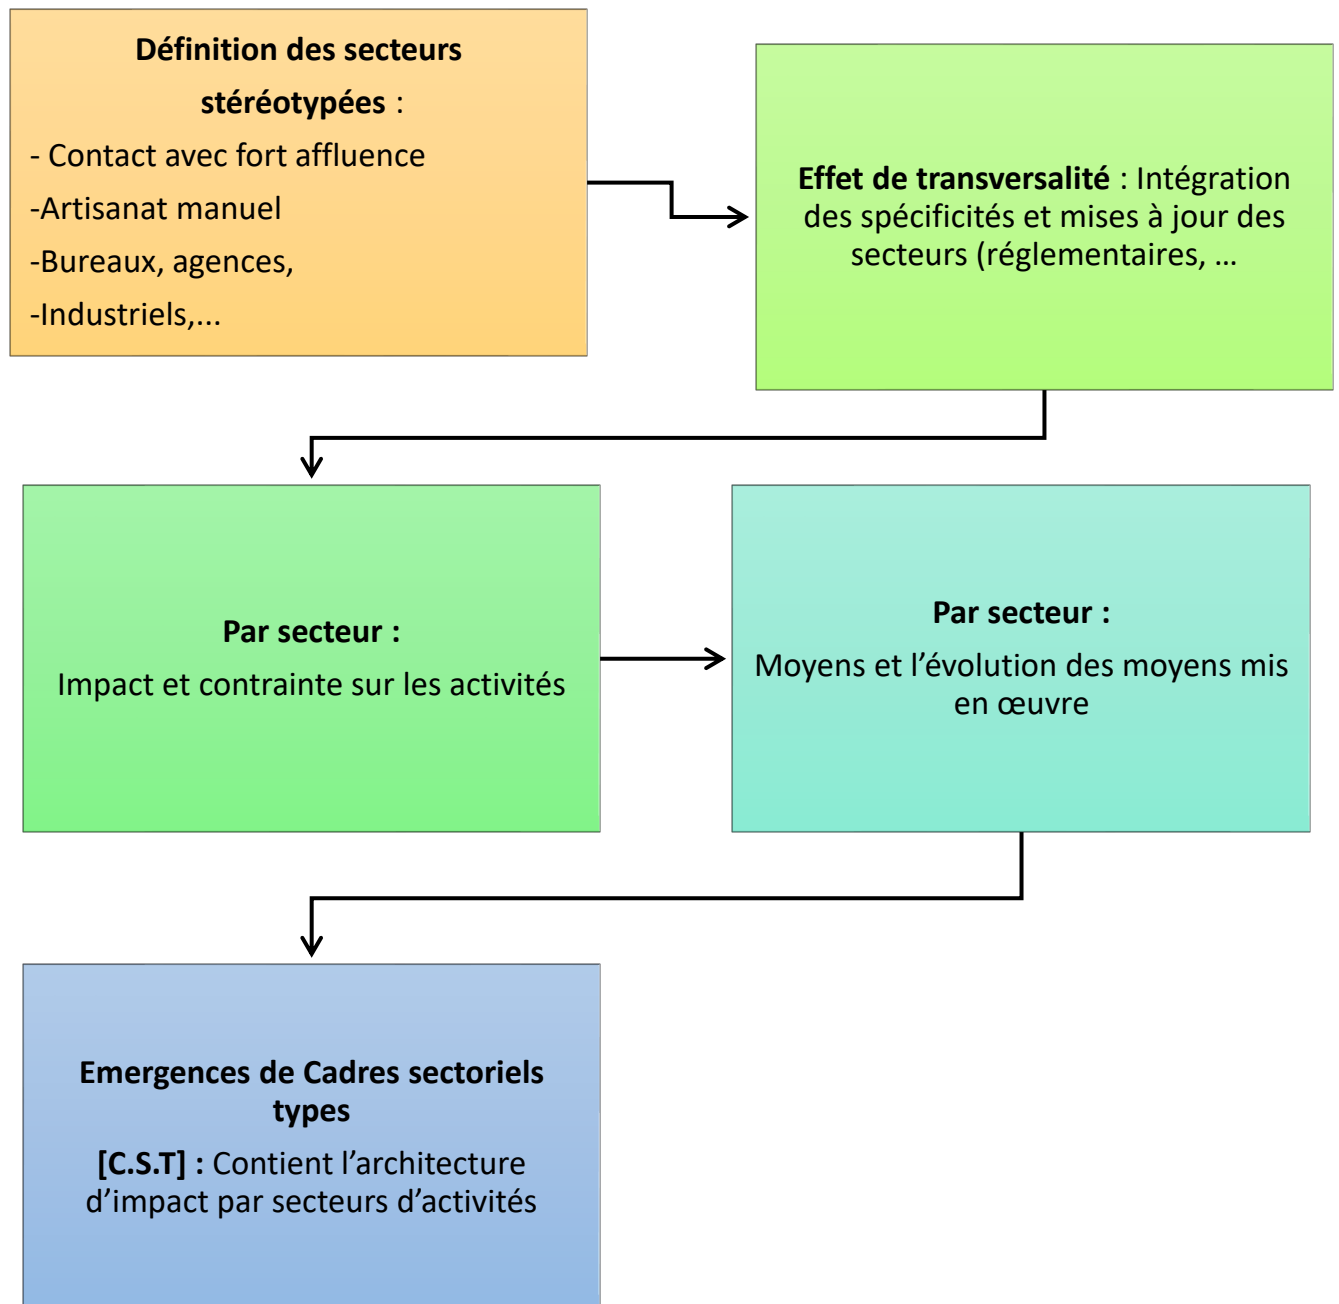 Définition des secteurs
stéréotypées :
- Contact avec fort affluence
-Artisanat manuel
-Bureaux, agences,
-Industriels,...
Effet de transversalité : Intégration
des spécificités et mises à jour des
secteurs (réglementaires, ...
Par secteur :
Impact et contrainte sur les activités
Par secteur :
Moyens et l’évolution des moyens mis
en œuvre
Emergences de Cadres sectoriels
types
[C.S.T] : Contient l’architecture
d’impact par secteurs d’activités